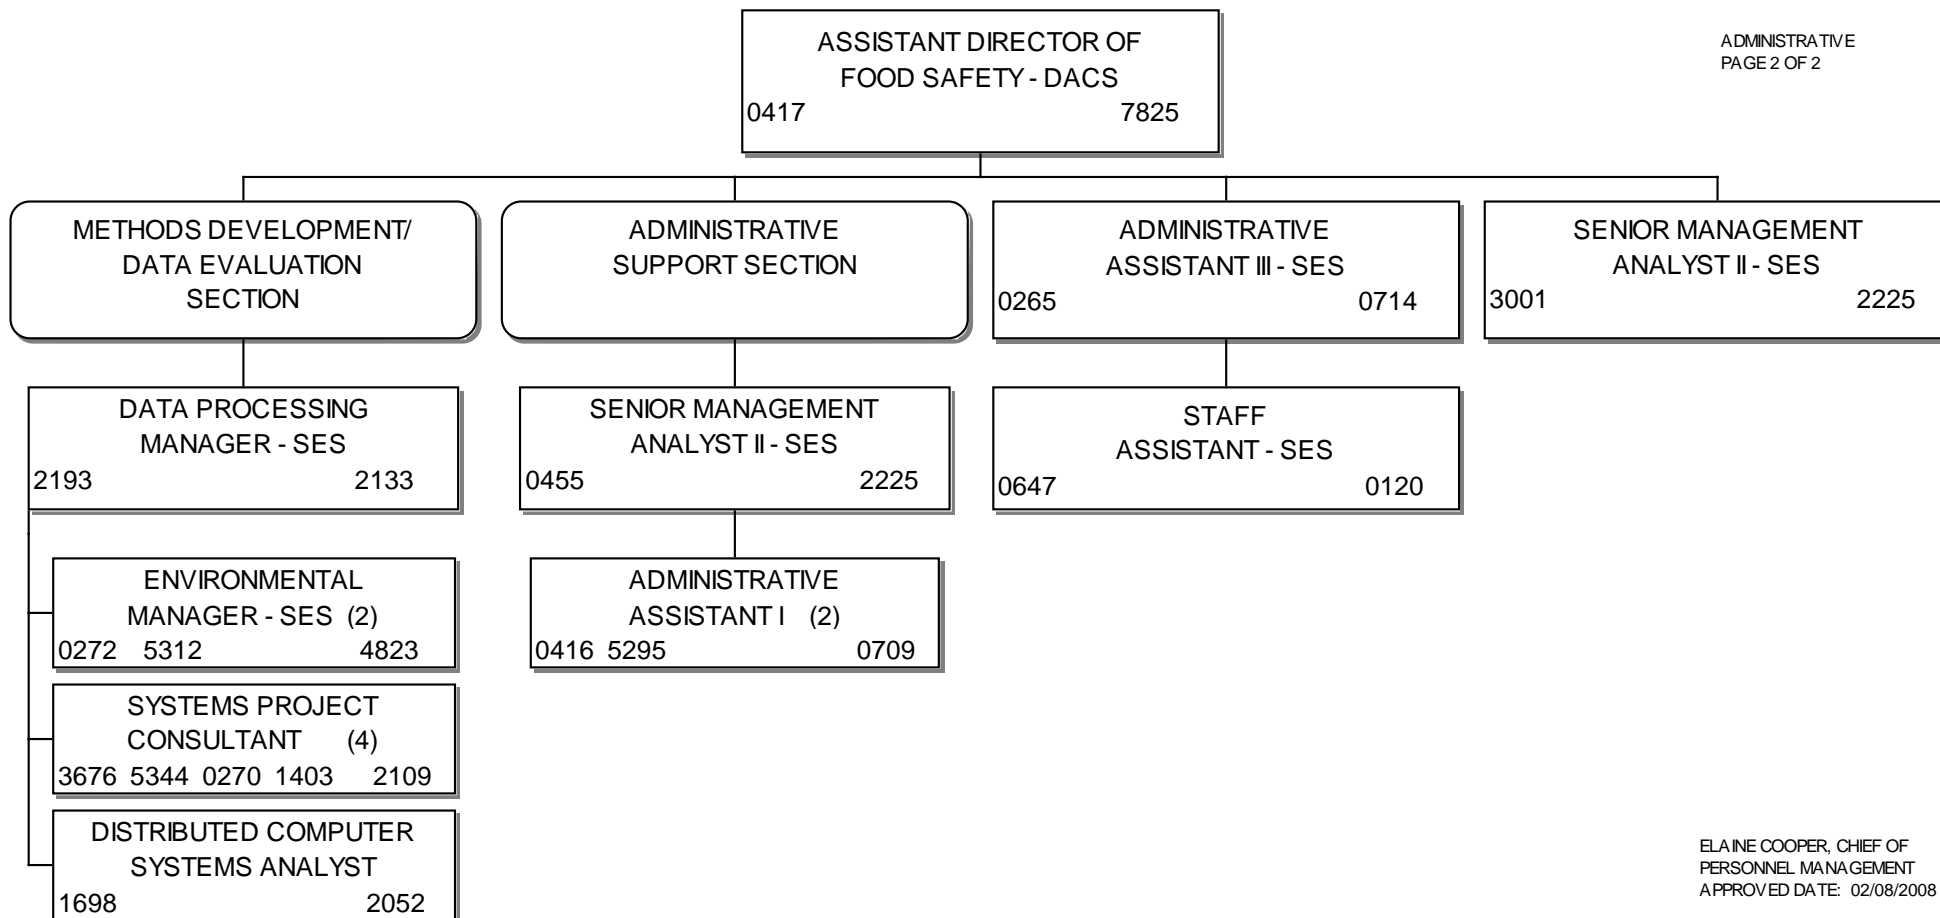 ASSISTANT DIRECTOR OF
FOOD SAFETY - DACS
0417 7825
ADMINISTRATIVE
PAGE 2 OF 2
METHODS DEVELOPMENT/
DATA EVALUATION
SECTION
ADMINISTRATIVE
SUPPORT SECTION
ADMINISTRATIVE
ASSISTANT III - SES
0265 0714
SENIOR MANAGEMENT
ANALYST II - SES
3001 2225
DATA PROCESSING
MANAGER - SES
2193 2133
SENIOR MANAGEMENT
ANALYST II - SES
0455 2225
STAFF
ASSISTANT - SES
0647 0120
ENVIRONMENTAL
MANAGER - SES (2)
0272 5312 4823
ADMINISTRATIVE
ASSISTANT I (2)
0416 5295 0709
SYSTEMS PROJECT
CONSULTANT (4)
3676 5344 0270 1403 2109
DISTRIBUTED COMPUTER
SYSTEMS ANALYST
1698 2052
ELAINE COOPER, CHIEF OF
PERSONNEL MANAGEMENT
APPROVED DATE: 02/08/2008